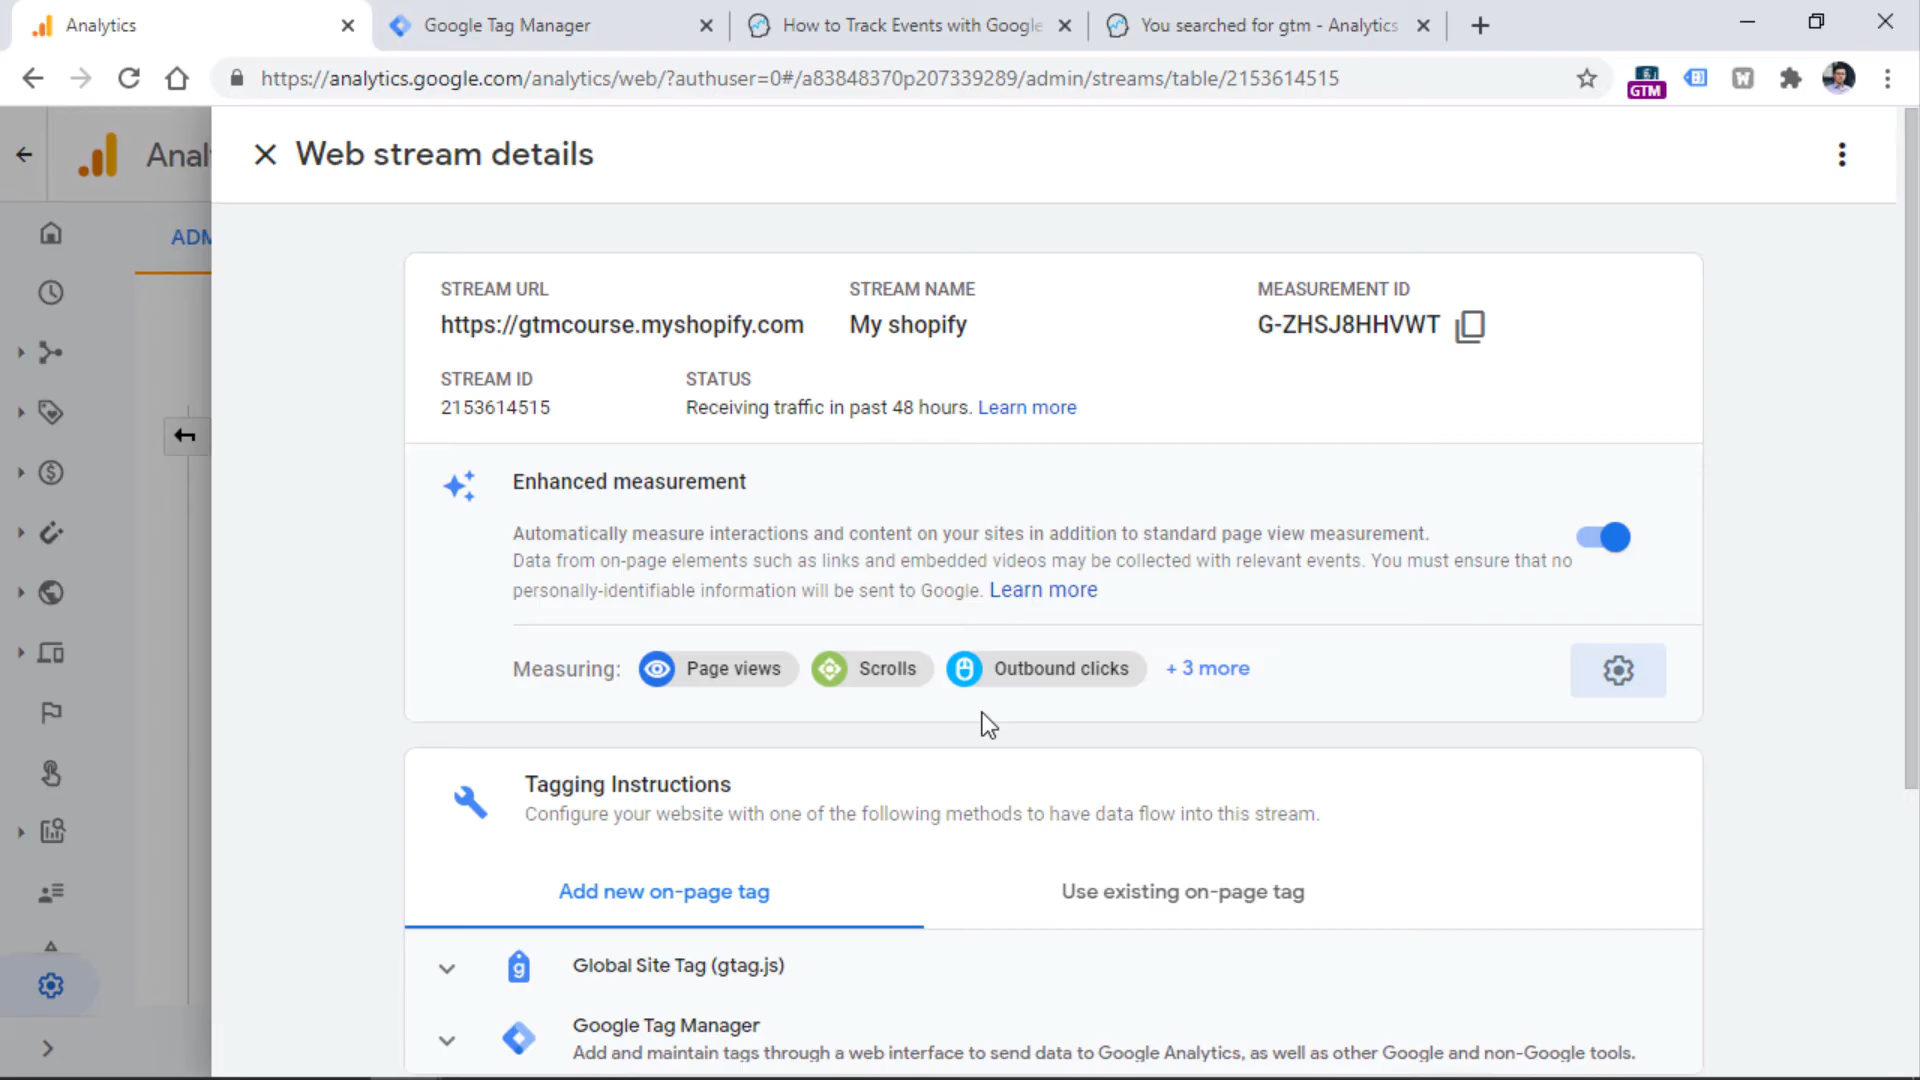 Analytics
Google Tag Manager
How to Track Events with Google
You searched for gtm - Analytics
https://analytics.google.com/analytics/web/?authuser=0#/a83848370p207339289/admin/streams/table/2153614515
GTM
W
Anal
Web stream details
ADM
STREAM URL
STREAM NAME
MEASUREMENT ID
https://gtmcourse.myshopify.com
My shopify
G-ZHSJ8HHVWT
STREAM ID
STATUS
2153614515
Receiving traffic in past 48 hours. Learn more
Enhanced measurement
Automatically measure interactions and content on your sites in addition to standard page view measurement.
Data from on-page elements such as links and embedded videos may be collected with relevant events. You must ensure that no
personally-identifiable information will be sent to Google. Learn more
Measuring: Page views Scrolls Outbound clicks + 3 more
Tagging Instructions
Configure your website with one of the following methods to have data flow into this stream.
Add new on-page tag
Use existing on-page tag
g
Global Site Tag (gtag.js)
Google Tag Manager
Add and maintain tags through a web interface to send data to Google Analytics, as well as other Google and non-Google tools.